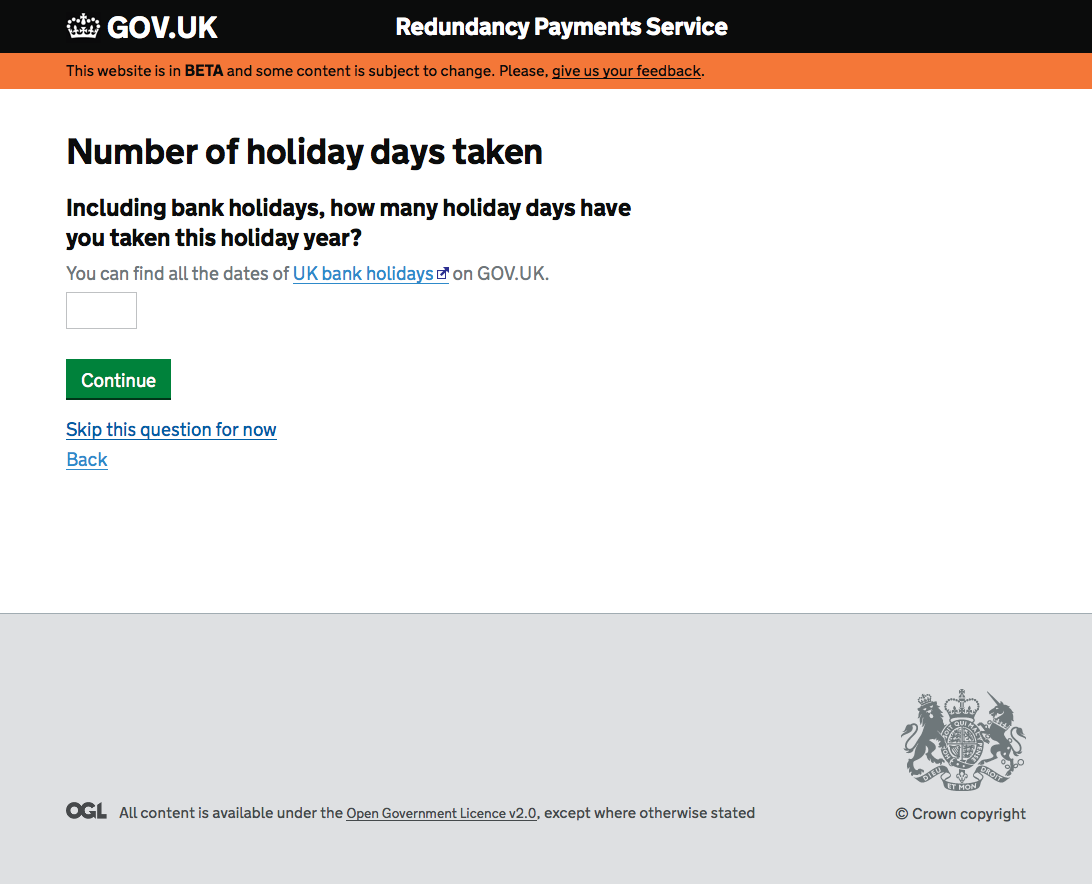 GOV.UK Redundancy Payments Service
This website is in BETA and some content is subject to change. Please, give us your feedback.
Number of holiday days taken
Including bank holidays, how many holiday days have
you taken this holiday year?
You can find all the dates of UK bank holidays on GOV.UK.
Continue
Skip this question for now
Back
DIEU ET MON DROIT
OGL All content is available under the Open Government Licence v2.0, except where otherwise stated
© Crown copyright